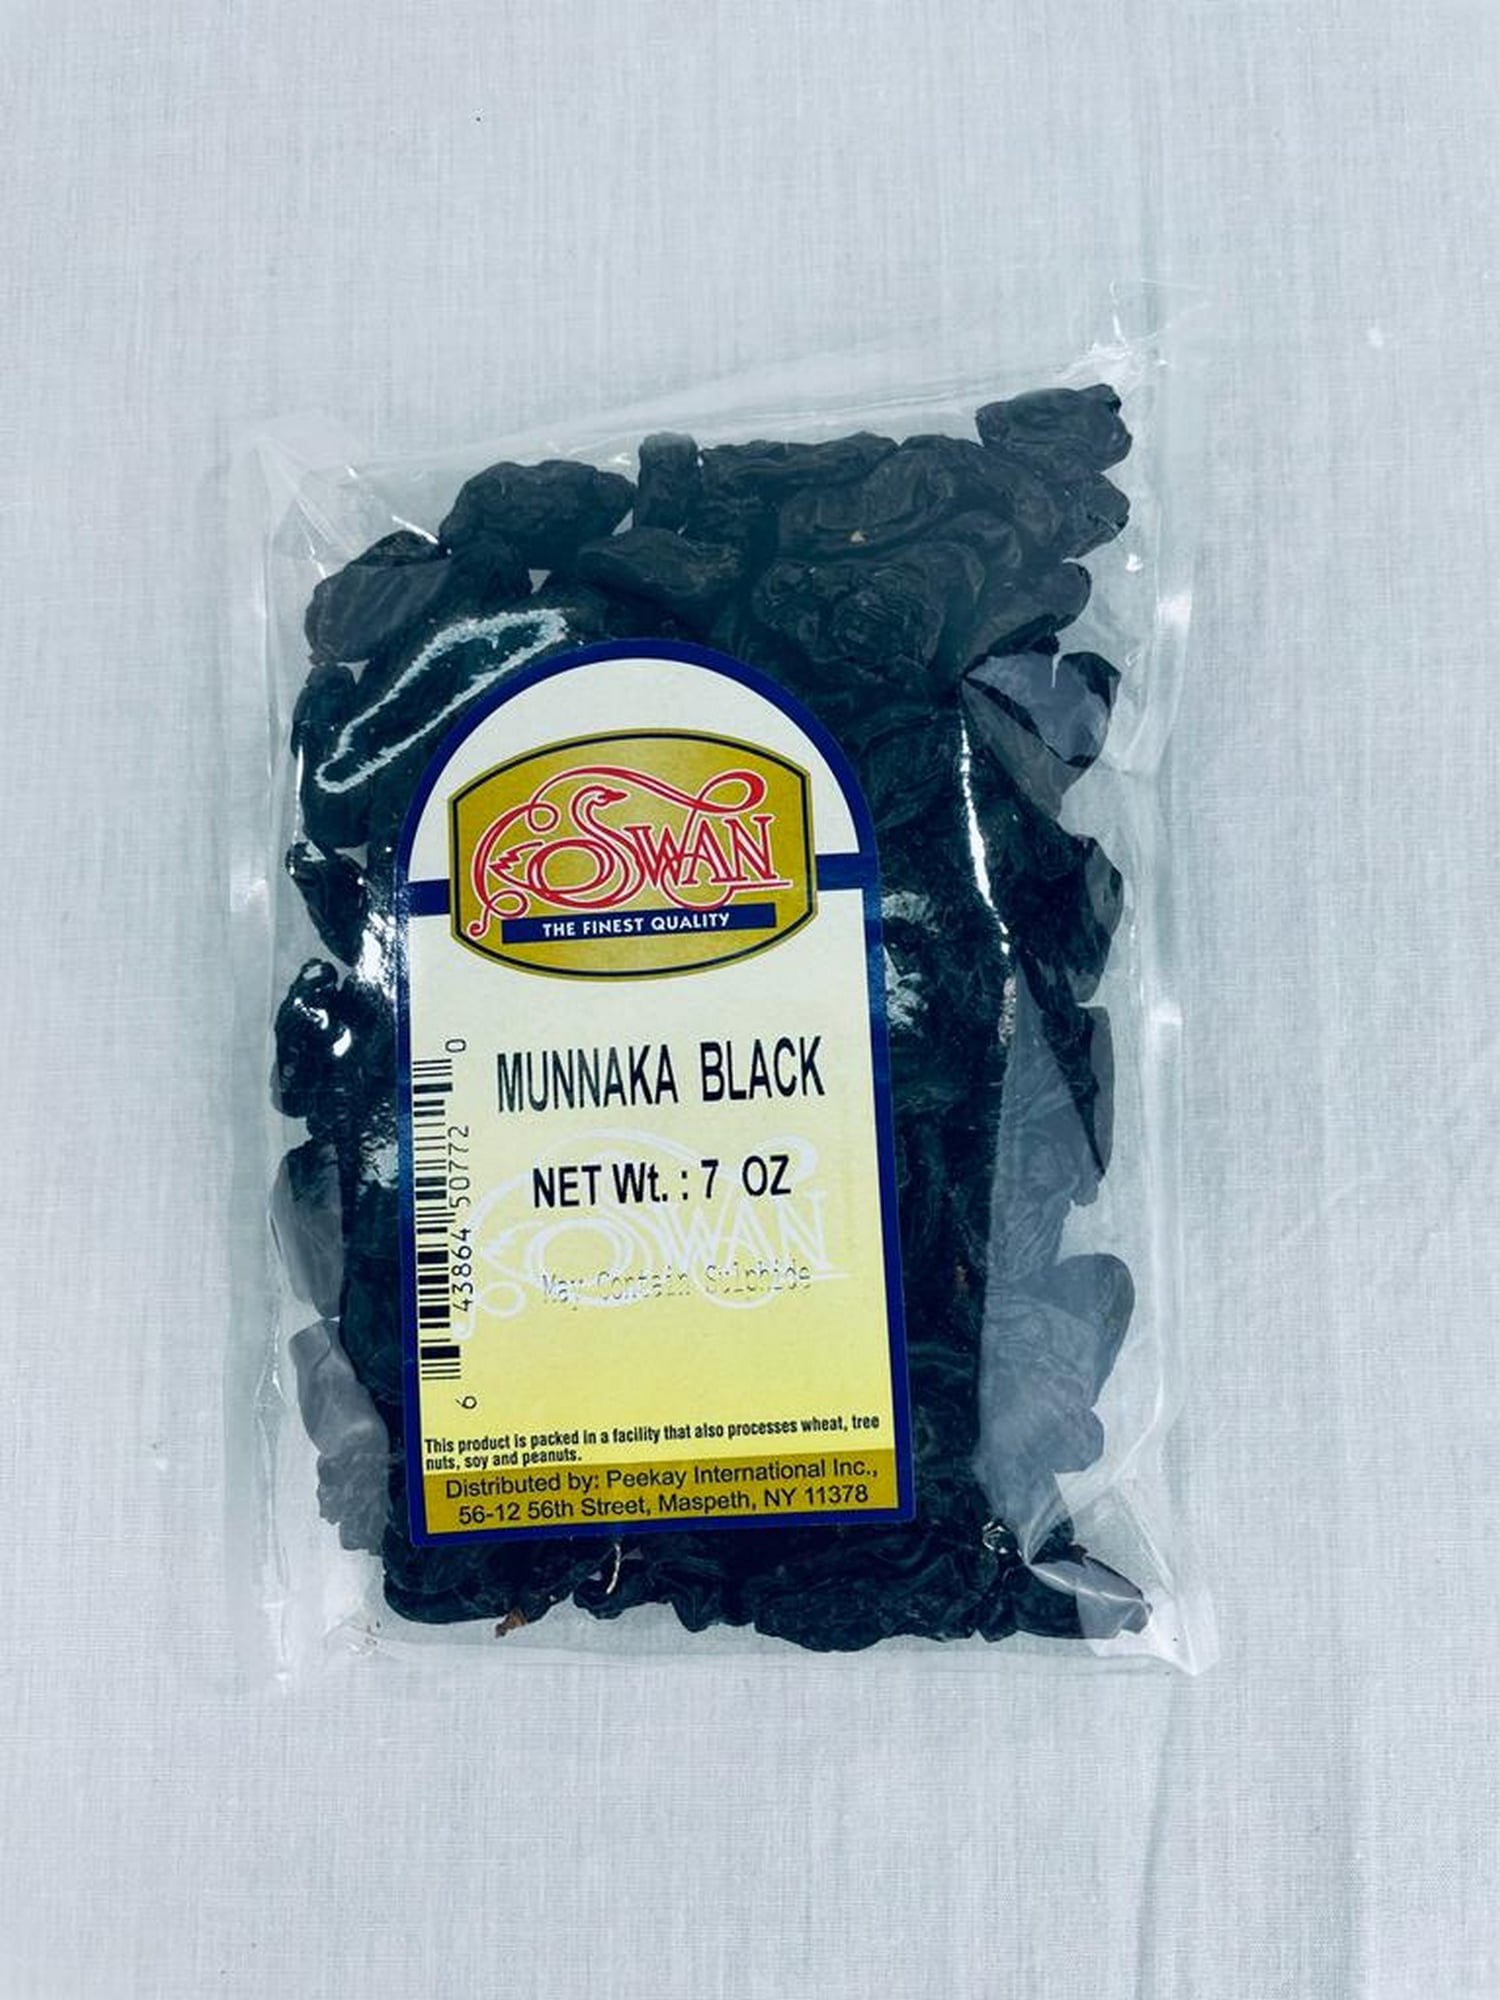 SWAN
THE FINEST QUALITY
MUNNAKA BLACK
NET Wt. : 7 OZ
SWAN
May Contain Sulphide
6 43864 50772 0
This product is packed in a facility that also processes wheat, tree
nuts, soy and peanuts.
Distributed by: Peekay International Inc.,
56-12 56th Street, Maspeth, NY 11378